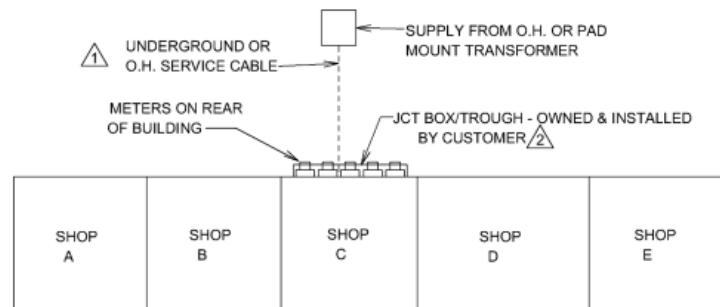 SUPPLY FROM O.H. OR PAD
MOUNT TRANSFORMER
1
UNDERGROUND OR
O.H. SERVICE CABLE
METERS ON REAR
OF BUILDING
JCT BOX/TROUGH - OWNED & INSTALLED
BY CUSTOMER 2
SHOP
A
SHOP
B
SHOP
C
SHOP
D
SHOP
E